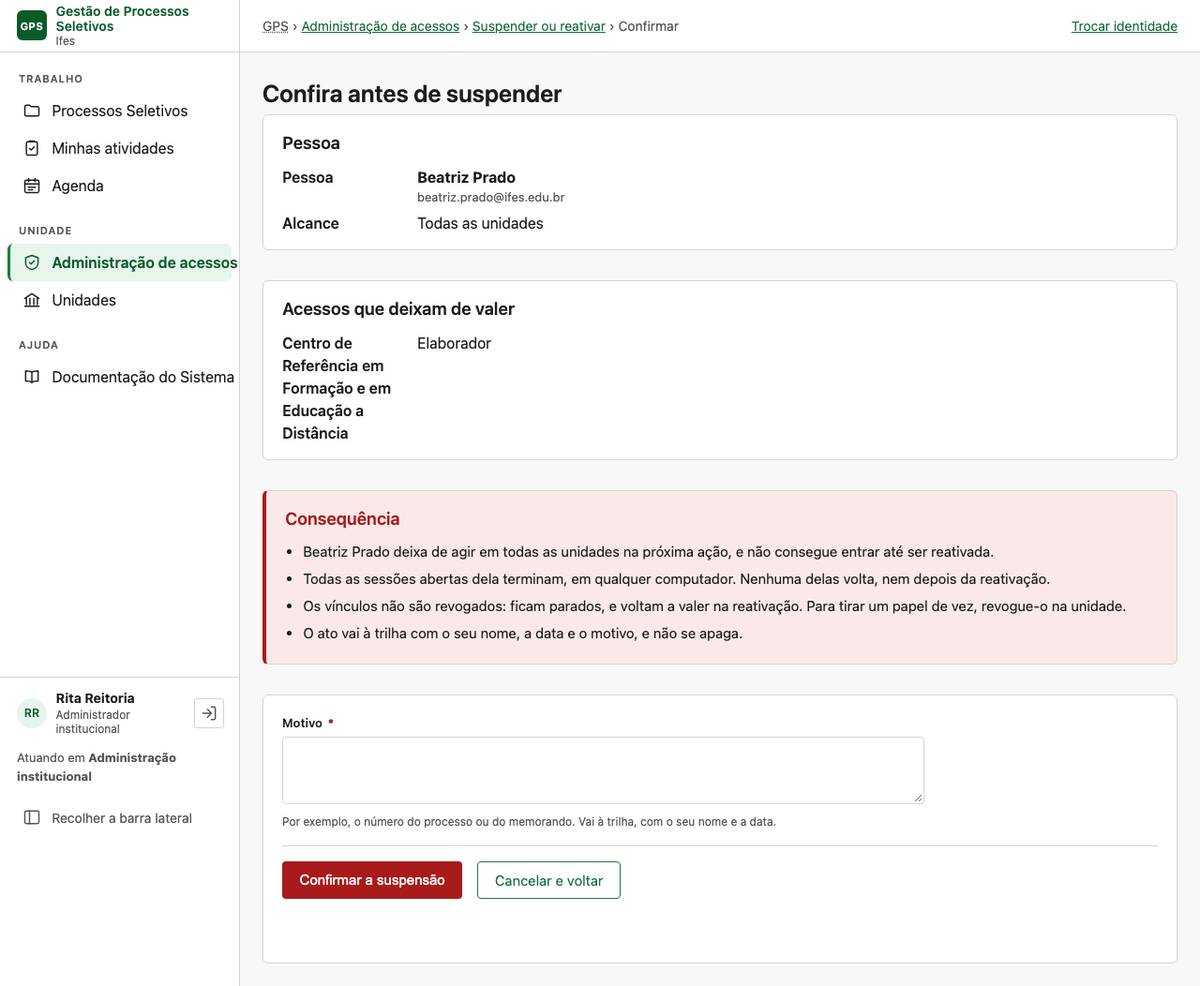 GPS
Gestão de Processos
Seletivos
Ifes
GPS › Administração de acessos › Suspender ou reativar › Confirmar
Trocar identidade
TRABALHO
Processos Seletivos
Minhas atividades
Agenda
UNIDADE
Administração de acessos
Unidades
AJUDA
Documentação do Sistema
Confira antes de suspender
Pessoa
Pessoa
Beatriz Prado
beatriz.prado@ifes.edu.br
Alcance
Todas as unidades
Acessos que deixam de valer
Centro de
Referência em
Formação e em
Educação a
Distância
Elaborador
Consequência
• Beatriz Prado deixa de agir em todas as unidades na próxima ação, e não consegue entrar até ser reativada.
• Todas as sessões abertas dela terminam, em qualquer computador. Nenhuma delas volta, nem depois da reativação.
• Os vínculos não são revogados: ficam parados, e voltam a valer na reativação. Para tirar um papel de vez, revogue-o na unidade.
• O ato vai à trilha com o seu nome, a data e o motivo, e não se apaga.
Motivo *
Por exemplo, o número do processo ou do memorando. Vai à trilha, com o seu nome e a data.
Confirmar a suspensão
Cancelar e voltar
RR
Rita Reitoria
Administrador
institucional
Atuando em Administração
institucional
Recolher a barra lateral